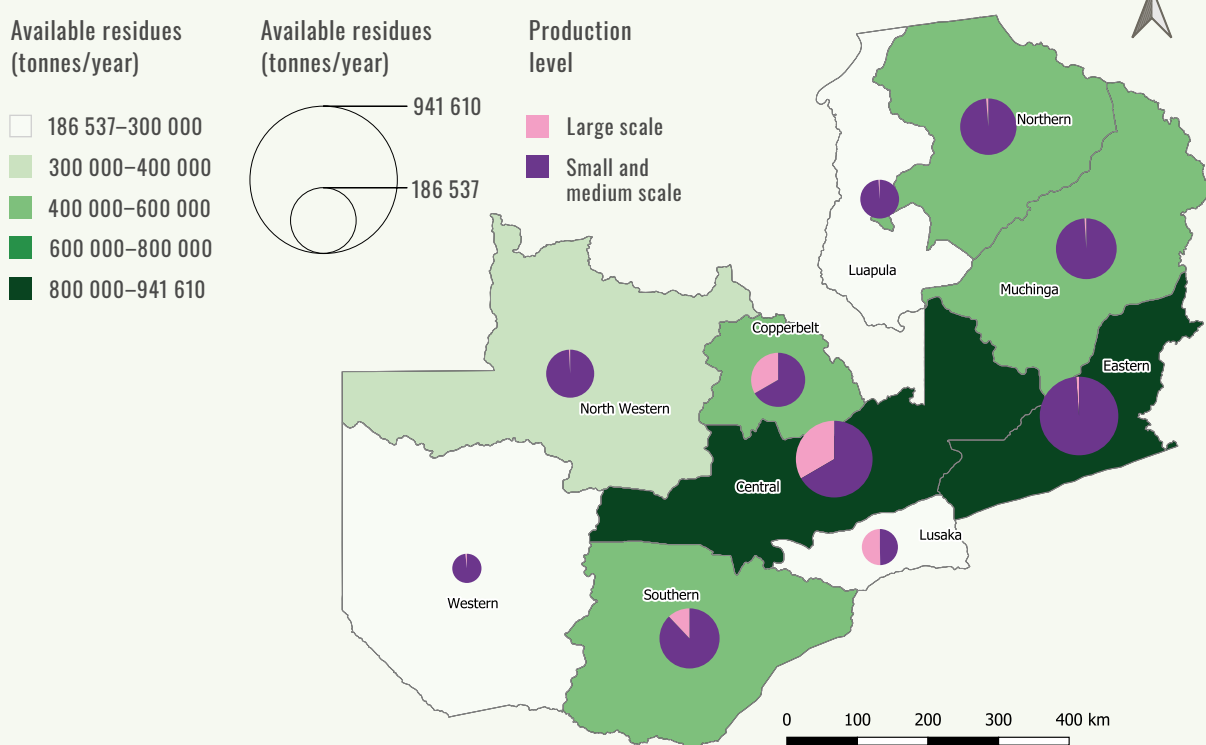 Available residues
(tonnes/year)
186 537–300 000
300 000–400 000
400 000–600 000
600 000–800 000
800 000–941 610
Available residues
(tonnes/year)
941 610
186 537
Production
level
Large scale
Small and
medium scale
Northern
Luapula
Muchinga
Copperbelt
Eastern
North Western
Central
Lusaka
Western
Southern
0 100 200 300 400 km